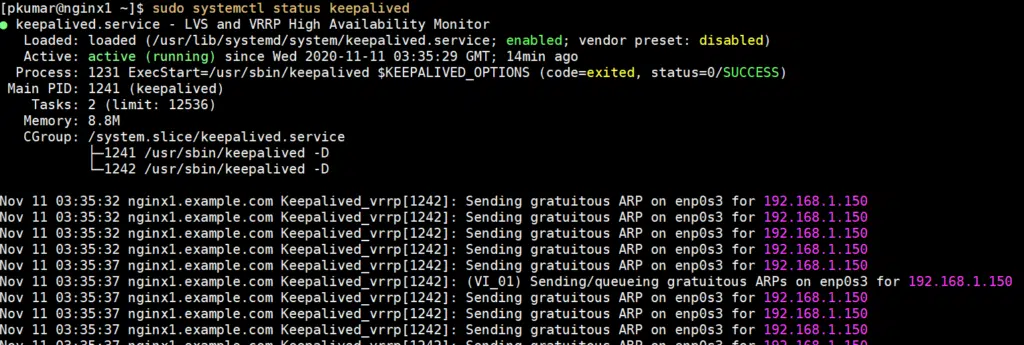 [pkumar@nginx1 ~]$ sudo systemctl status keepalived
● keepalived.service - LVS and VRRP High Availability Monitor
   Loaded: loaded (/usr/lib/systemd/system/keepalived.service; enabled; vendor preset: disabled)
   Active: active (running) since Wed 2020-11-11 03:35:29 GMT; 14min ago
  Process: 1231 ExecStart=/usr/sbin/keepalived $KEEPALIVED_OPTIONS (code=exited, status=0/SUCCESS)
 Main PID: 1241 (keepalived)
    Tasks: 2 (limit: 12536)
   Memory: 8.8M
   CGroup: /system.slice/keepalived.service
           ├─1241 /usr/sbin/keepalived -D
           └─1242 /usr/sbin/keepalived -D

Nov 11 03:35:32 nginx1.example.com Keepalived_vrrp[1242]: Sending gratuitous ARP on enp0s3 for 192.168.1.150
Nov 11 03:35:32 nginx1.example.com Keepalived_vrrp[1242]: Sending gratuitous ARP on enp0s3 for 192.168.1.150
Nov 11 03:35:32 nginx1.example.com Keepalived_vrrp[1242]: Sending gratuitous ARP on enp0s3 for 192.168.1.150
Nov 11 03:35:32 nginx1.example.com Keepalived_vrrp[1242]: Sending gratuitous ARP on enp0s3 for 192.168.1.150
Nov 11 03:35:37 nginx1.example.com Keepalived_vrrp[1242]: Sending gratuitous ARP on enp0s3 for 192.168.1.150
Nov 11 03:35:37 nginx1.example.com Keepalived_vrrp[1242]: (VI_01) Sending/queueing gratuitous ARPs on enp0s3 for 192.168.1.150
Nov 11 03:35:37 nginx1.example.com Keepalived_vrrp[1242]: Sending gratuitous ARP on enp0s3 for 192.168.1.150
Nov 11 03:35:37 nginx1.example.com Keepalived_vrrp[1242]: Sending gratuitous ARP on enp0s3 for 192.168.1.150
Nov 11 03:35:37 nginx1.example.com Keepalived_vrrp[1242]: Sending gratuitous ARP on enp0s3 for 192.168.1.150
Nov 11 03:35:37 nginx1.example.com Keepalived_vrrp[1242]: Sending gratuitous ARP on enp0s3 for 192.168.1.150